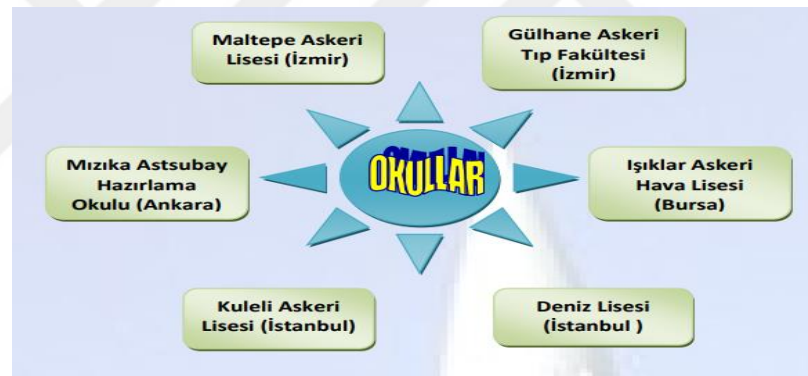 Maltepe Askeri
Lisesi (İzmir)
Gülhane Askeri
Tıp Fakültesi
(İzmir)
Mızıka Astsubay
Hazırlama
Okulu (Ankara)
OKULLAR
Işıklar Askeri
Hava Lisesi
(Bursa)
Kuleli Askeri
Lisesi (İstanbul)
Deniz Lisesi
(İstanbul )